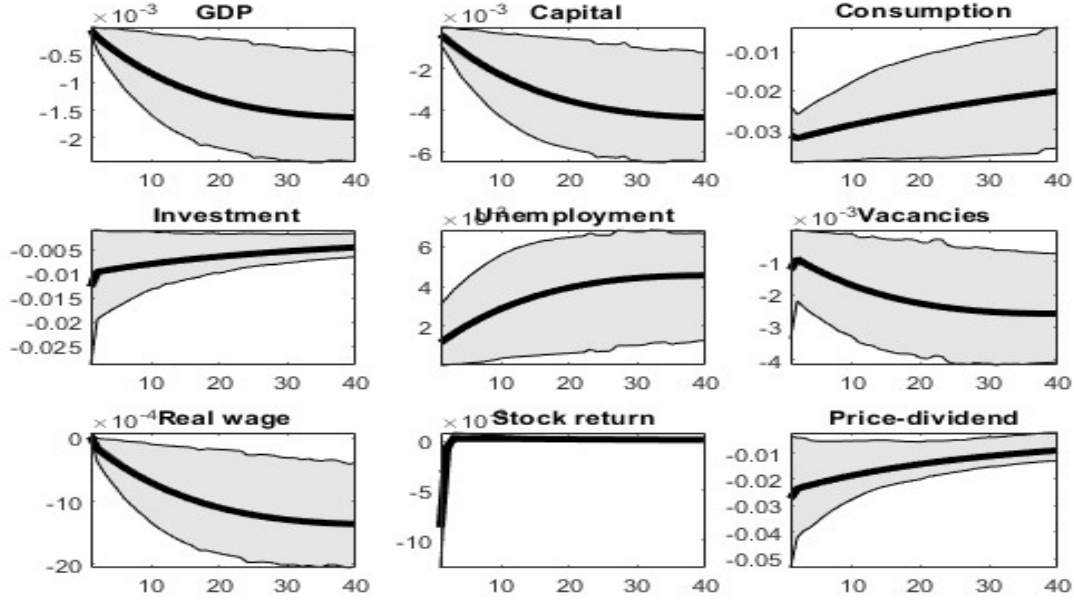 GDP
×10⁻³
-0.5
-1
-1.5
-2
10 20 30 40
Capital
×10⁻³
-2
-4
-6
10 20 30 40
Consumption
-0.01
-0.02
-0.03
10 20 30 40
Investment
-0.005
-0.01
-0.015
-0.02
-0.025
10 20 30 40
Unemployment
6
4
2
10 20 30 40
Vacancies
×10⁻³
-1
-2
-3
-4
10 20 30 40
Real wage
×10⁻⁴
0
-10
-20
10 20 30 40
Stock return
×10
0
-5
-10
10 20 30 40
Price-dividend
-0.01
-0.02
-0.03
-0.04
-0.05
10 20 30 40